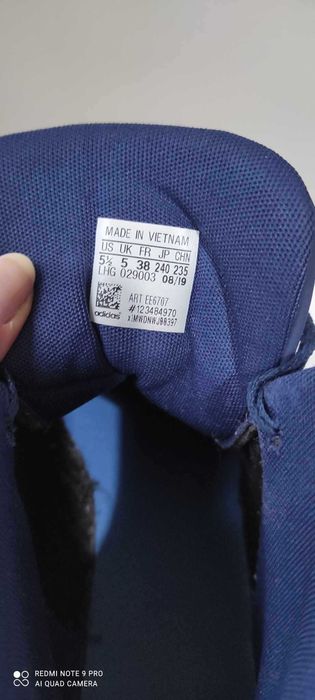 MADE IN VIETNAM
US UK FR JP CHN
5½ 5 38 240 235
LHG 029003 08/19
ART EE6707
#123484970
adidas
REDMI NOTE 9 PRO
AI QUAD CAMERA